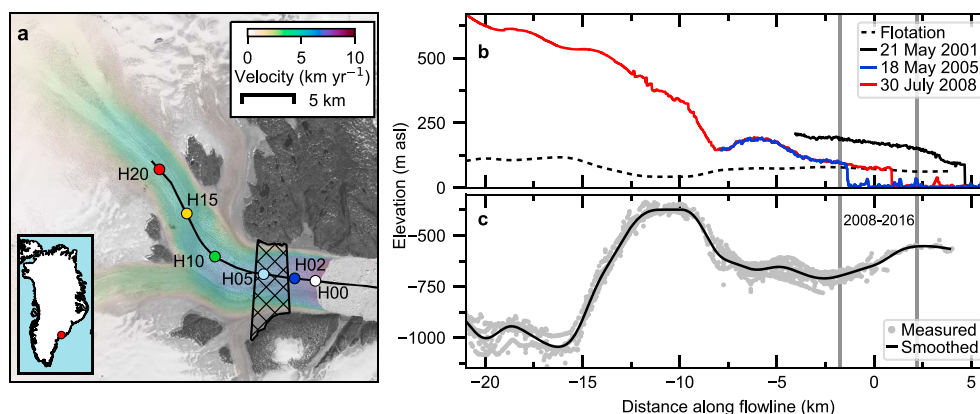 a
0 5 10
Velocity (km yr⁻¹)
5 km
H20
H15
H10
H05
H02
H00
b
Flotation
21 May 2001
18 May 2005
30 July 2008
500
250
0
Elevation (m asl)
c
2008-2016
−500
−750
−1000
Measured
Smoothed
−20 −15 −10 −5 0 5
Distance along flowline (km)